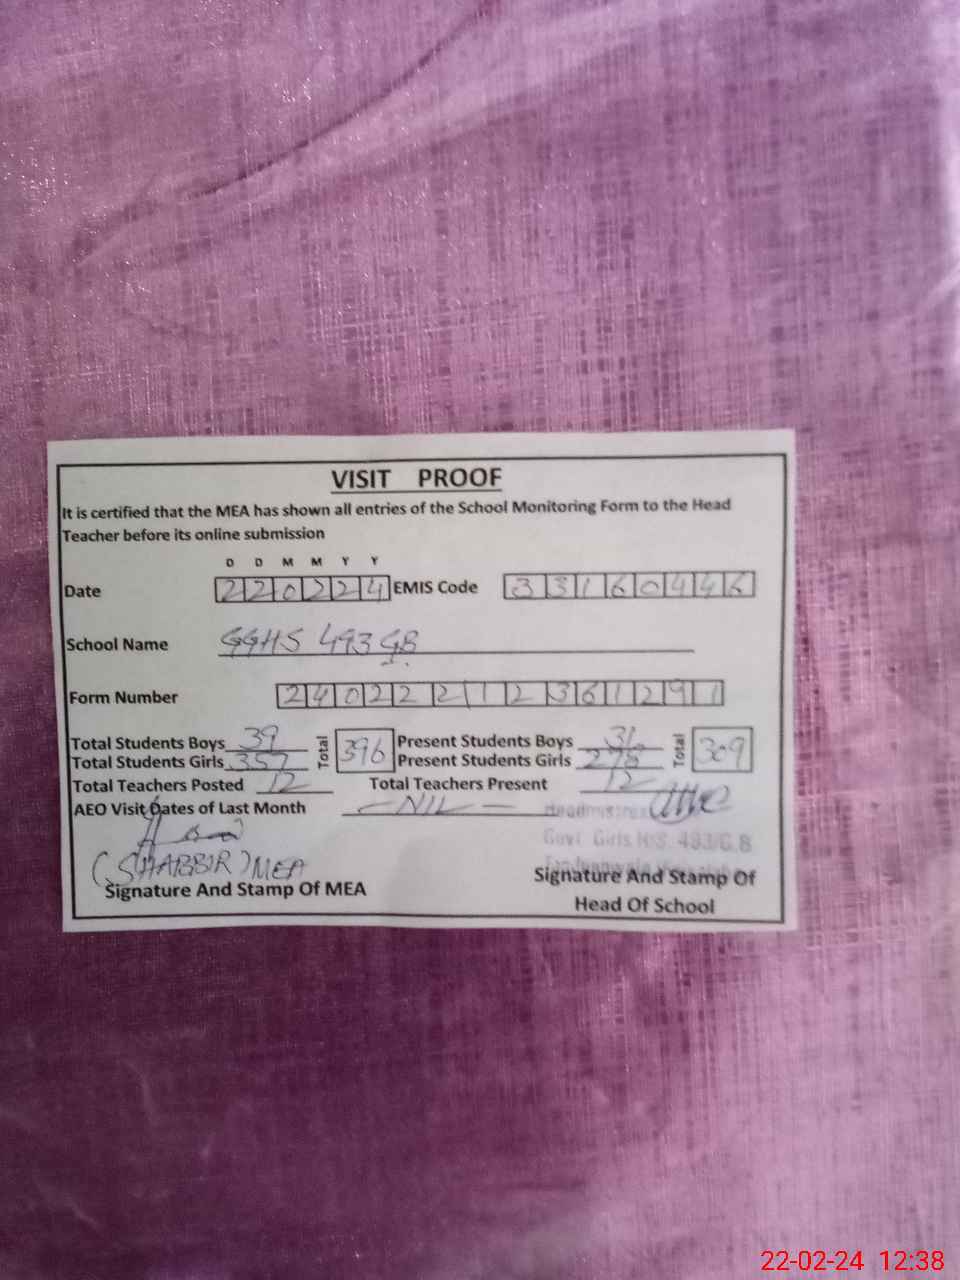 VISIT PROOF
It is certified that the MEA has shown all entries of the School Monitoring Form to the Head
Teacher before its online submission
D D M M Y Y
Date 220224 EMIS Code 33160446
School Name GGHS 493 GB
Form Number 240222212361291
Total Students Boys 39 Total 396 Present Students Boys 31 Total 309
Total Students Girls 357 Present Students Girls 278
Total Teachers Posted 12 Total Teachers Present 12
AEO Visit Dates of Last Month -NIL-
Headmistress
Govt Girls H/S 493/G.B
(SHABBIR) MEA
Signature And Stamp Of MEA Signature And Stamp Of
Head Of School
22-02-24 12:38